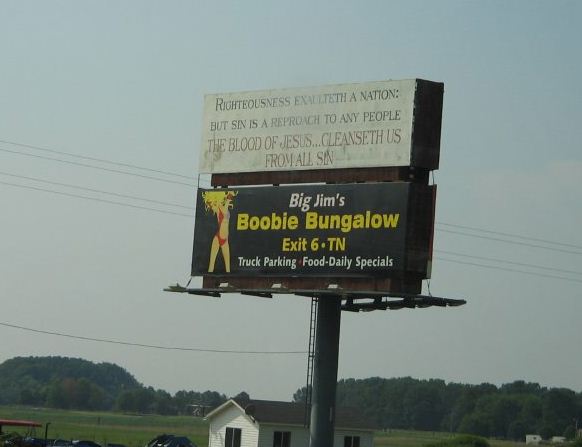 RIGHTEOUSNESS EXAULTETH A NATION:
BUT SIN IS A REPROACH TO ANY PEOPLE
THE BLOOD OF JESUS...CLEANSETH US
FROM ALL SIN
Big Jim's
Boobie Bungalow
Exit 6 • TN
Truck Parking • Food-Daily Specials